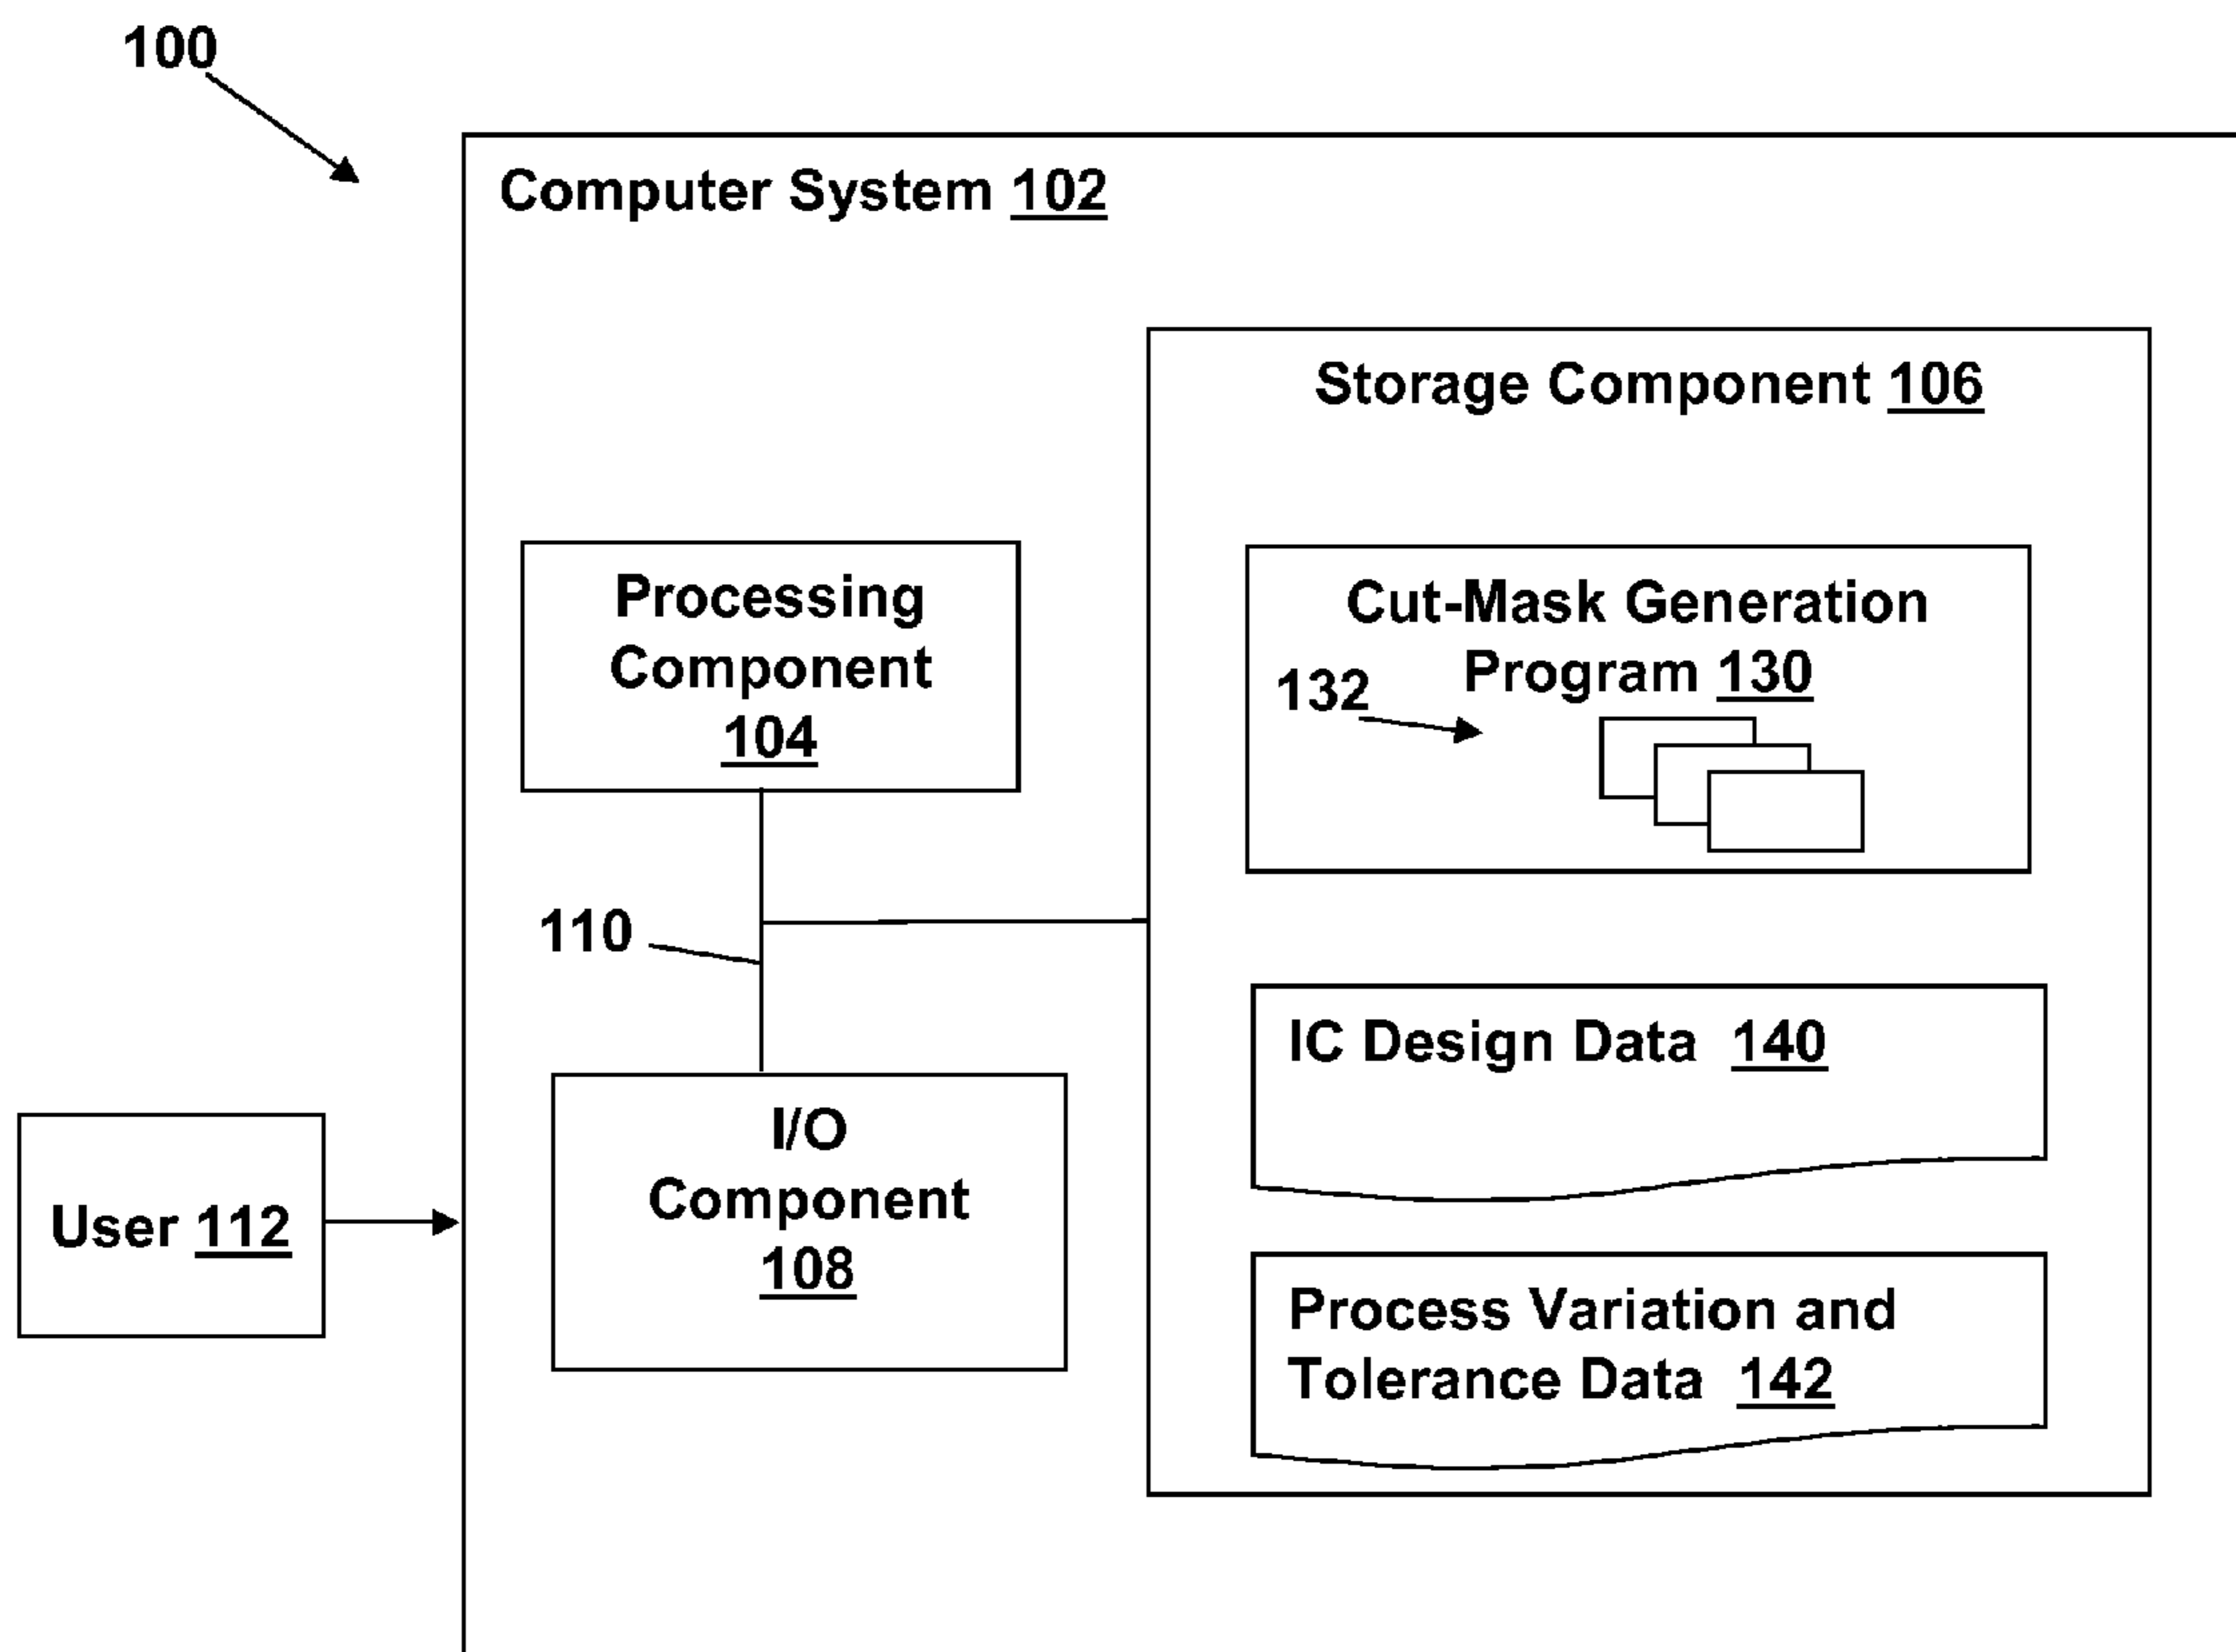 100
Computer System 102
Storage Component 106
Processing
Component
104
Cut-Mask Generation
Program 130
132
110
IC Design Data 140
I/O
Component
108
User 112
Process Variation and
Tolerance Data 142